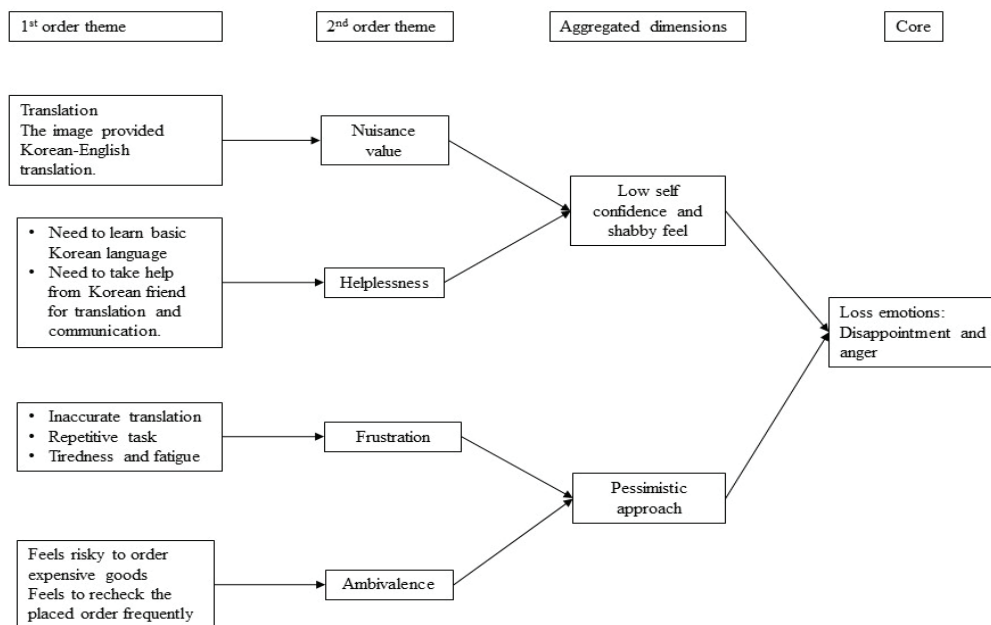 1st order theme
2nd order theme
Aggregated dimensions
Core
Translation
The image provided
Korean-English
translation.
Nuisance
value
Low self
confidence and
shabby feel
• Need to learn basic
Korean language
• Need to take help
from Korean friend
for translation and
communication.
Helplessness
Loss emotions:
Disappointment and
anger
• Inaccurate translation
• Repetitive task
• Tiredness and fatigue
Frustration
Pessimistic
approach
Feels risky to order
expensive goods
Feels to recheck the
placed order frequently
Ambivalence